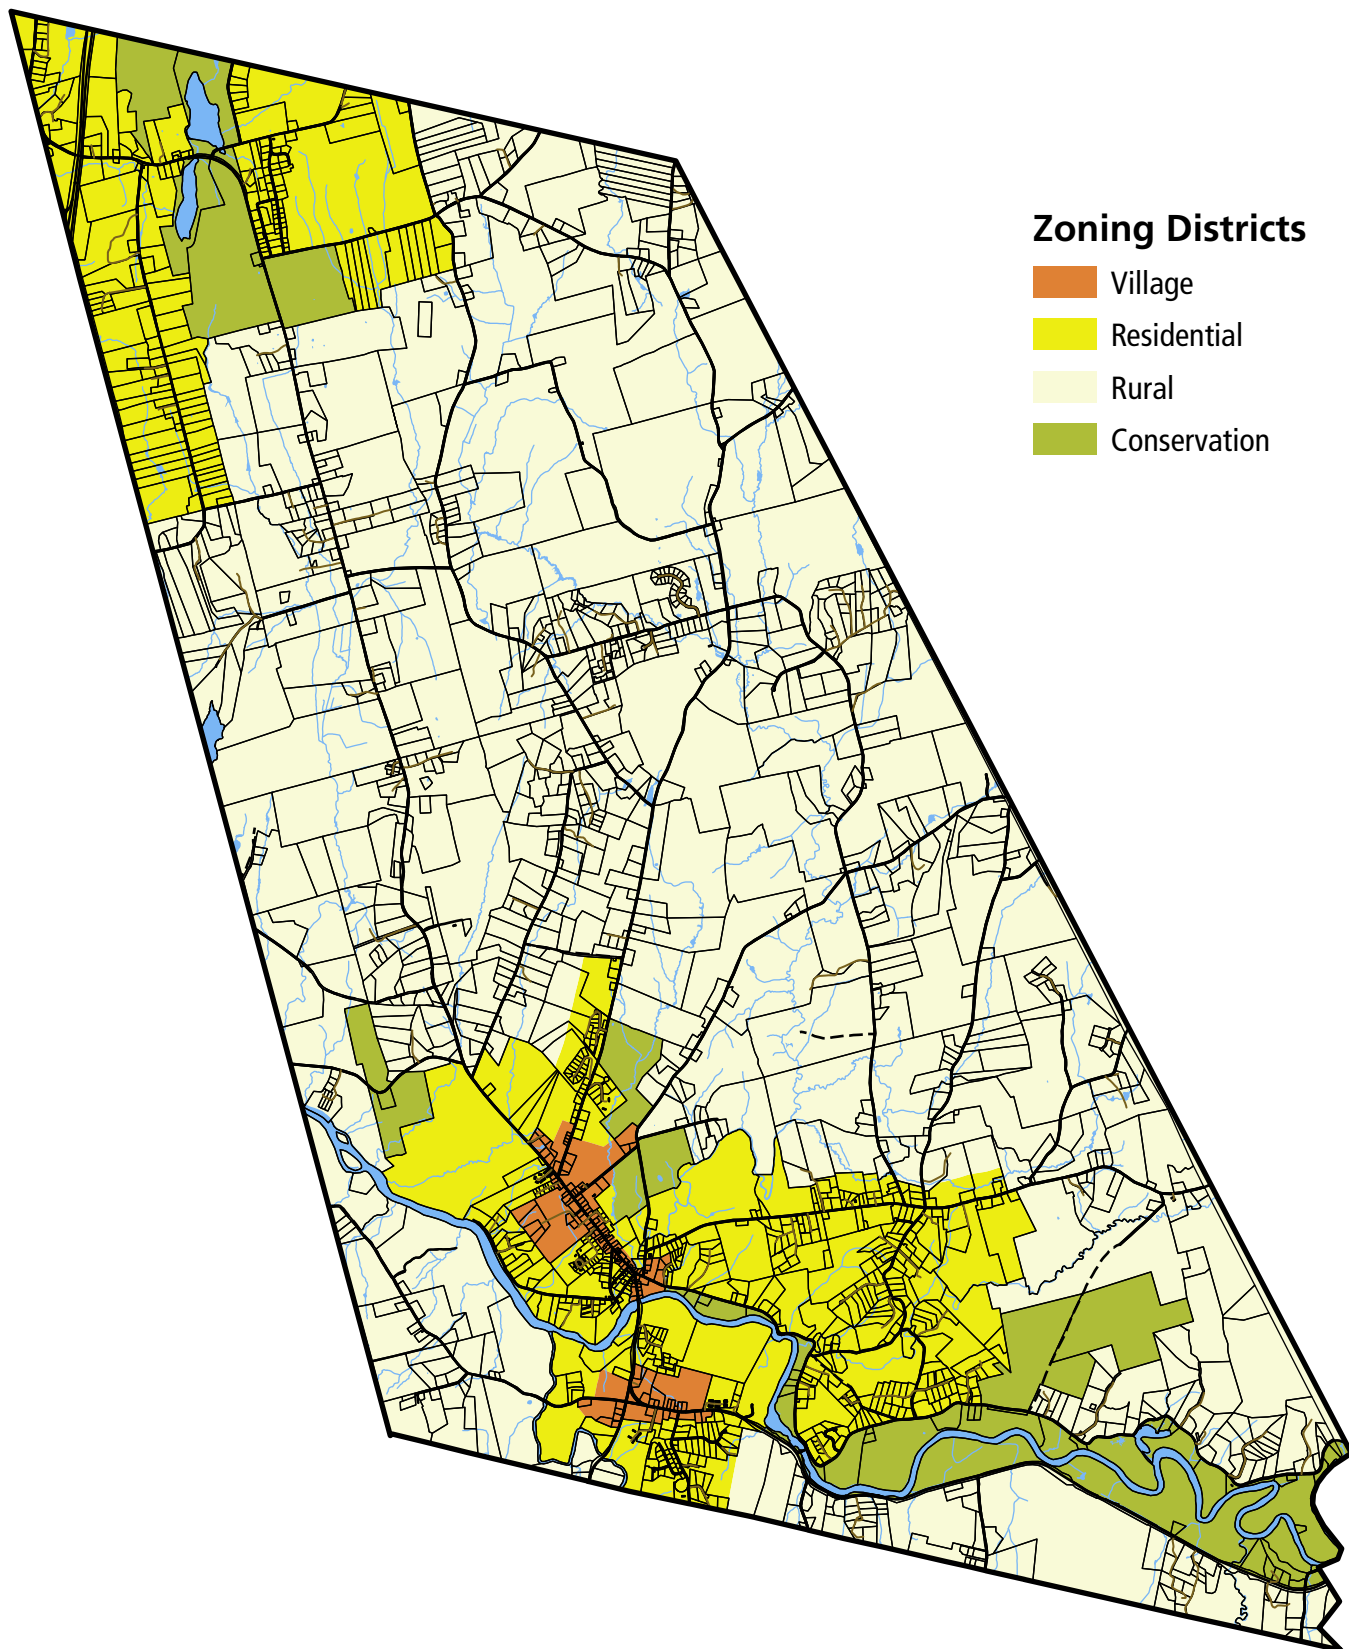 Zoning Districts
Village
Residential
Rural
Conservation